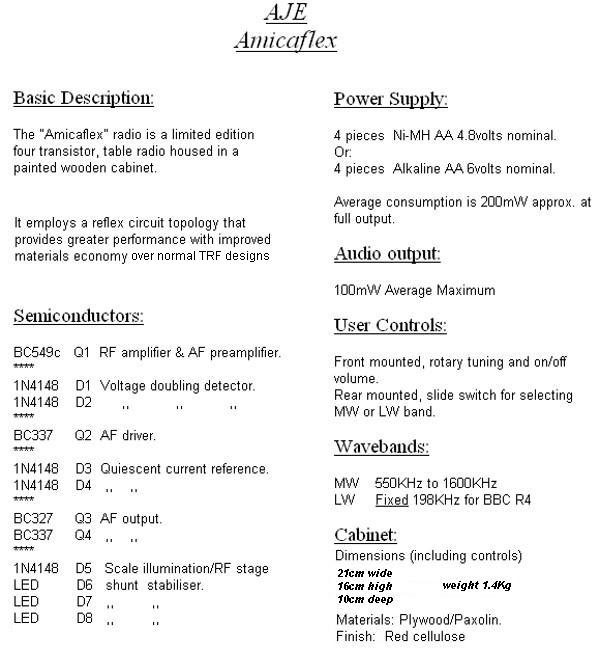 AJE
Amicaflex
Basic Description:
The "Amicaflex" radio is a limited edition
four transistor, table radio housed in a
painted wooden cabinet.
It employs a reflex circuit topology that
provides greater performance with improved
materials economy over normal TRF designs
Semiconductors:
BC549c Q1 RF amplifier & AF preamplifier.
****
1N4148 D1 Voltage doubling detector.
1N4148 D2 ,, ,, ,,
****
BC337 Q2 AF driver.
****
1N4148 D3 Quiescent current reference.
1N4148 D4 ,, ,,
****
BC327 Q3 AF output.
BC337 Q4 ,, ,,
****
1N4148 D5 Scale illumination/RF stage
LED D6 shunt stabiliser.
LED D7 ,, ,,
LED D8 ,, ,,
Power Supply:
4 pieces Ni-MH AA 4.8volts nominal.
Or:
4 pieces Alkaline AA 6volts nominal.
Average consumption is 200mW approx. at
full output.
Audio output:
100mW Average Maximum
User Controls:
Front mounted, rotary tuning and on/off
volume.
Rear mounted, slide switch for selecting
MW or LW band.
Wavebands:
MW 550KHz to 1600KHz
LW Fixed 198KHz for BBC R4
Cabinet:
Dimensions (including controls)
21cm wide
16cm high weight 1.4Kg
10cm deep
Materials: Plywood/Paxolin.
Finish: Red cellulose